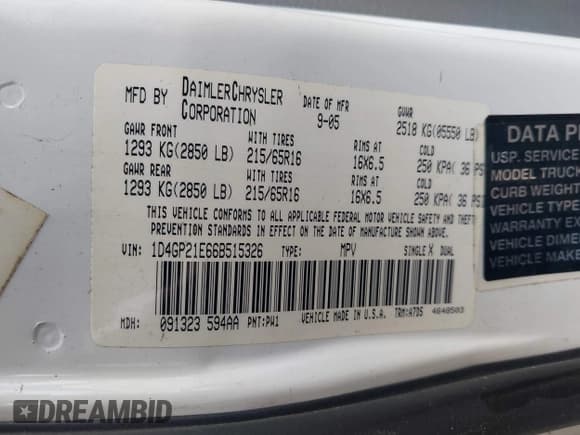 MFD BY DAIMLERCHRYSLER CORPORATION
DATE OF MFR 9-05
GVWR 2518 KG(05550 LB)
GAWR FRONT
1293 KG(2850 LB)
WITH TIRES
215/65R16
RIMS AT
16X6.5
COLD
250 KPA( 36 PSI
GAWR REAR
1293 KG(2850 LB)
WITH TIRES
215/65R16
RIMS AT
16X6.5
COLD
250 KPA( 36 PS
THIS VEHICLE CONFORMS TO ALL APPLICABLE FEDERAL MOTOR VEHICLE SAFETY AND THEFT
PREVENTION STANDARDS IN EFFECT ON THE DATE OF MANUFACTURE SHOWN ABOVE.
VIN: 1D4GP21E66B515326 TYPE: MPV SINGLE X DUAL
MDH: 091323 594AA PNT:PW1 VEHICLE MADE IN U.S.A. TRM:A7DS 4648503
DATA P
USP. SERVICE
MODEL TRUCK
CURB WEIGHT
VEHICLE TYPE
WARRANTY EX
VEHICLE DIME
VEHICLE MAKE
DREAMBID